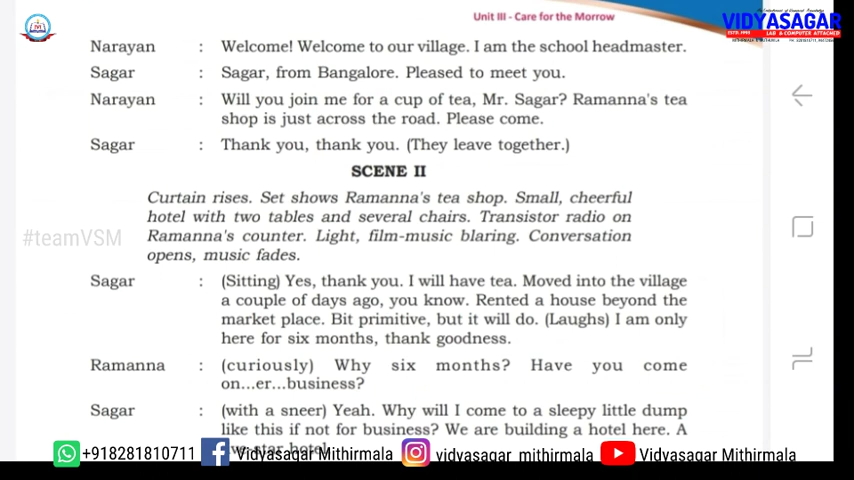 Unit III - Care for the Morrow
VIDYASAGAR
LAB & COMPUTER ATTACHED
Narayan : Welcome! Welcome to our village. I am the school headmaster.
Sagar : Sagar, from Bangalore. Pleased to meet you.
Narayan : Will you join me for a cup of tea, Mr. Sagar? Ramanna's tea
shop is just across the road. Please come.
Sagar : Thank you, thank you. (They leave together.)
SCENE II
Curtain rises. Set shows Ramanna's tea shop. Small, cheerful
hotel with two tables and several chairs. Transistor radio on
#teamVSM
Ramanna's counter. Light, film-music blaring. Conversation
opens, music fades.
Sagar : (Sitting) Yes, thank you. I will have tea. Moved into the village
a couple of days ago, you know. Rented a house beyond the
market place. Bit primitive, but it will do. (Laughs) I am only
here for six months, thank goodness.
Ramanna : (curiously) Why six months? Have you come
on...er...business?
Sagar : (with a sneer) Yeah. Why will I come to a sleepy little dump
like this if not for business? We are building a hotel here. A
+918281810711 Vidyasagar Mithirmala vidyasagar_mithirmala Vidyasagar Mithirmala